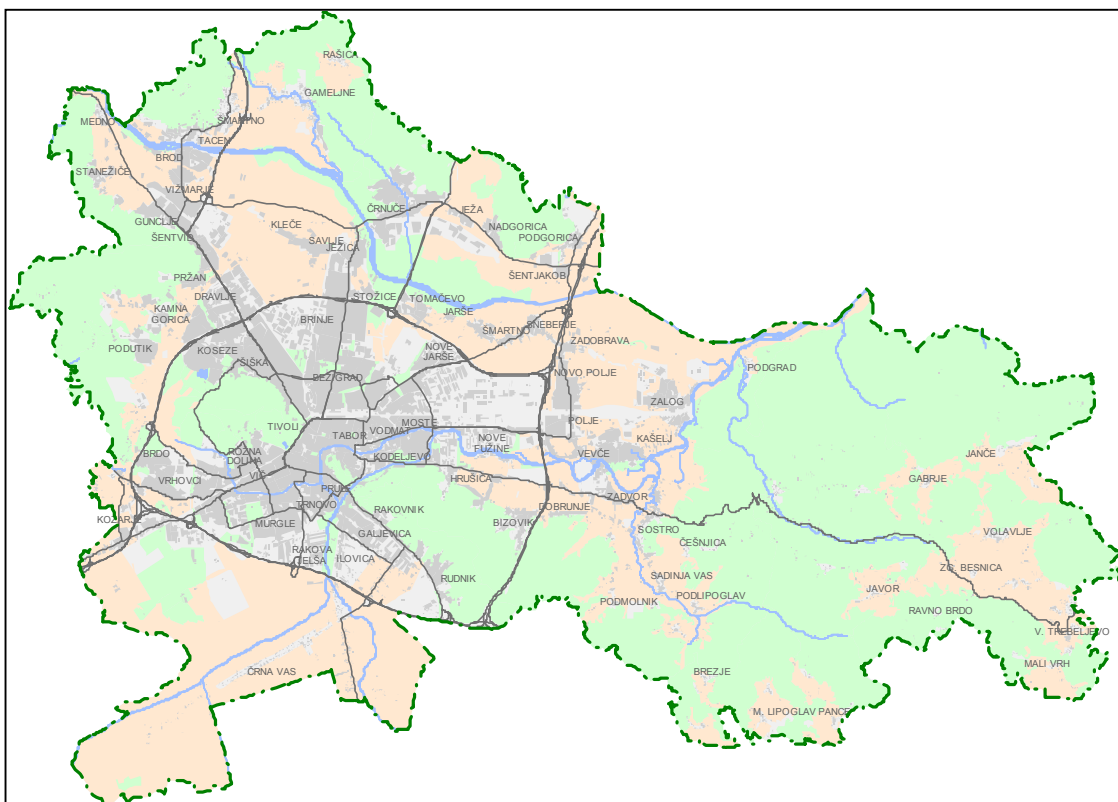 RAŠICA
GAMELJNE
MEDNO
ŠMARTNO
TACEN
BROD
STANEŽIČE
VIŽMARJE
GUNCLJE
ŠENTVID
KLEČE
SAVLJE
JEŽICA
ČRNUČE
JEŽA
NADGORICA
PODGORICA
ŠENTJAKOB
PRŽAN
DRAVLJE
KAMNA
GORICA
STOŽICE
TOMAČEVO
JARŠE
BRINJE
ŠMARTNO
SNEBERJE
ZADOBRAVA
PODUTIK
KOSEZE
ŠIŠKA
NOVE
JARŠE
BEŽIGRAD
NOVO POLJE
PODGRAD
ZALOG
TIVOLI
TABOR
VODMAT
MOSTE
POLJE
NOVE
FUŽINE
KAŠELJ
VEVČE
BRDO
ROŽNA
DOLINA
KODELJEVO
JANČE
VRHOVCI
VIČ
HRUŠICA
GABRJE
PRULE
ZADVOR
KOZARJE
TRNOVO
RAKOVNIK
DOBRUNJE
MURGLE
GALJEVICA
BIZOVIK
SOSTRO
ČEŠNJICA
VOLAVLJE
RAKOVA
JELŠA
ILOVICA
RUDNIK
SADINJA VAS
ZG. BESNICA
PODMOLNIK
PODLIPOGLAV
JAVOR
RAVNO BRDO
V. TREBELJEVO
ČRNA VAS
BREZJE
MALI VRH
M. LIPOGLAV
PANCE